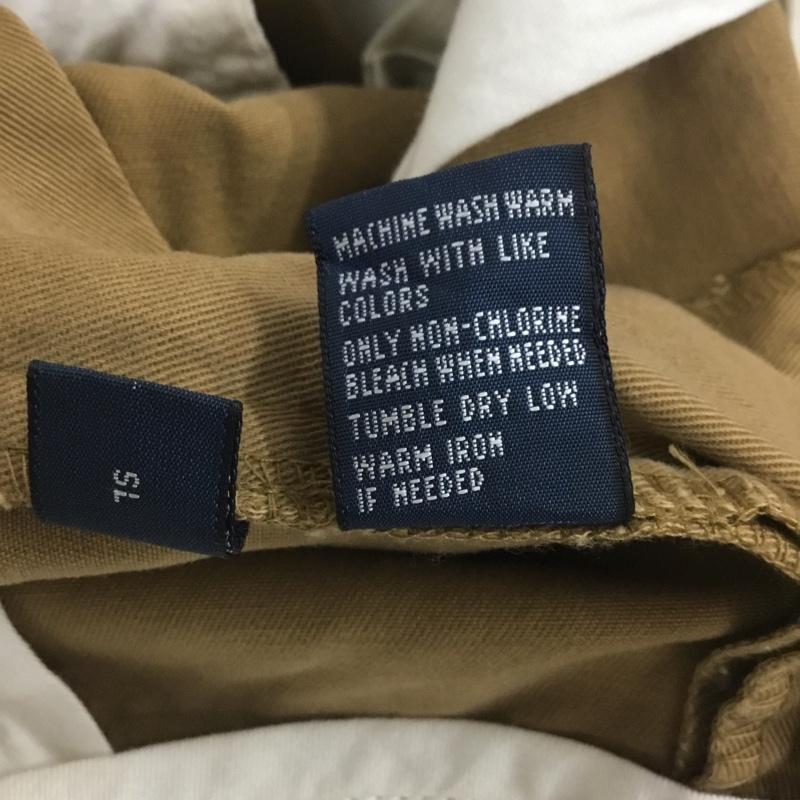 MACHINE WASH WARM
WASH WITH LIKE
COLORS
ONLY NON-CHLORINE
BLEACH WHEN NEEDED
TUMBLE DRY LOW
WARM IRON
IF NEEDED
SL